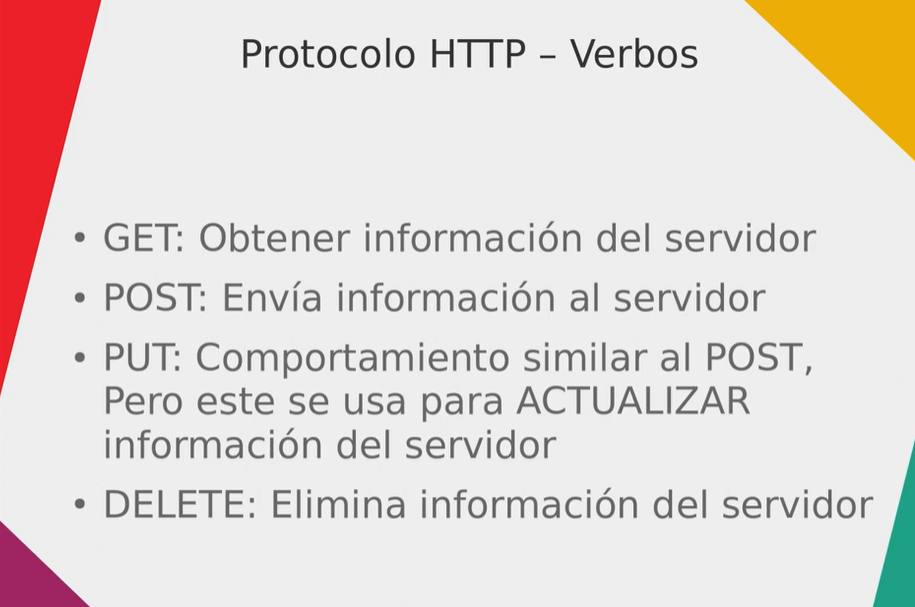 Protocolo HTTP – Verbos
• GET: Obtener información del servidor
• POST: Envía información al servidor
• PUT: Comportamiento similar al POST,
Pero este se usa para ACTUALIZAR
información del servidor
• DELETE: Elimina información del servidor